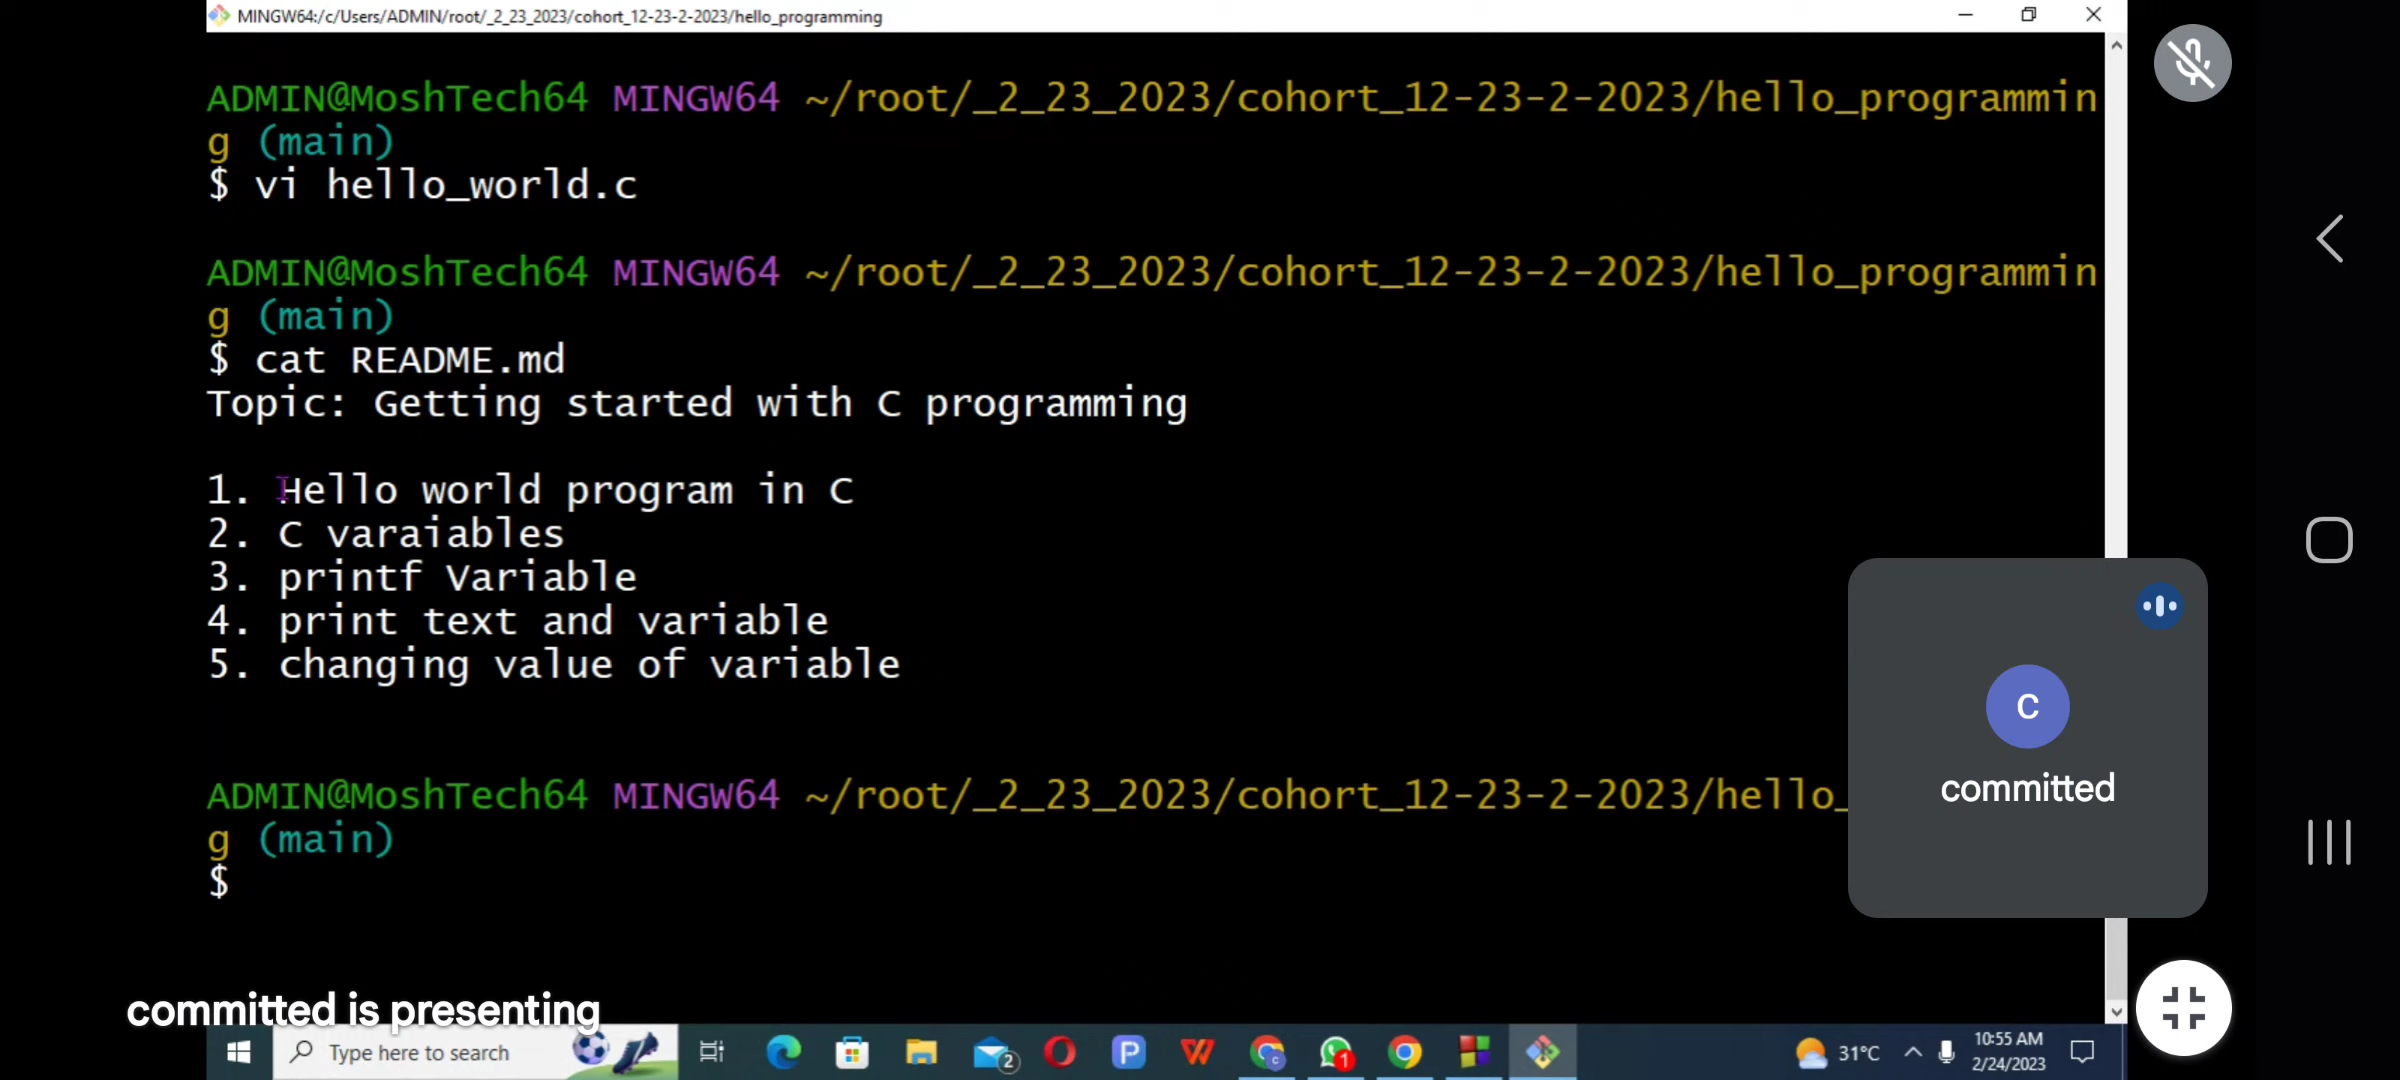 MINGW64:/c/Users/ADMIN/root/_2_23_2023/cohort_12-23-2-2023/hello_programming
ADMIN@MoshTech64 MINGW64 ~/root/_2_23_2023/cohort_12-23-2-2023/hello_programmin
g (main)
$ vi hello_world.c
ADMIN@MoshTech64 MINGW64 ~/root/_2_23_2023/cohort_12-23-2-2023/hello_programmin
g (main)
$ cat README.md
Topic: Getting started with C programming
1. Hello world program in C
2. C varaiables
3. printf Variable
4. print text and variable
5. changing value of variable
ADMIN@MoshTech64 MINGW64 ~/root/_2_23_2023/cohort_12-23-2-2023/hello_
g (main)
$
C
committed
committed is presenting
Type here to search
2
P
W
C
1
31°C
10:55 AM
2/24/2023